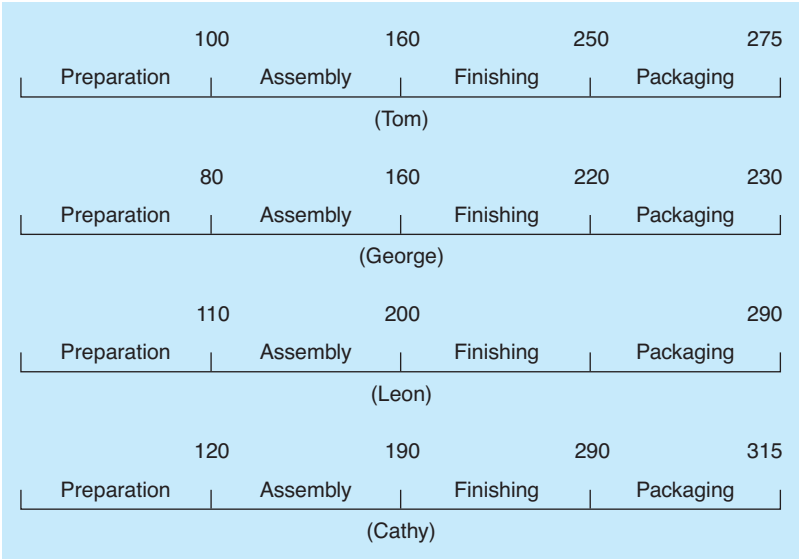 100 160 250 275
Preparation Assembly Finishing Packaging
(Tom)
80 160 220 230
Preparation Assembly Finishing Packaging
(George)
110 200 290
Preparation Assembly Finishing Packaging
(Leon)
120 190 290 315
Preparation Assembly Finishing Packaging
(Cathy)